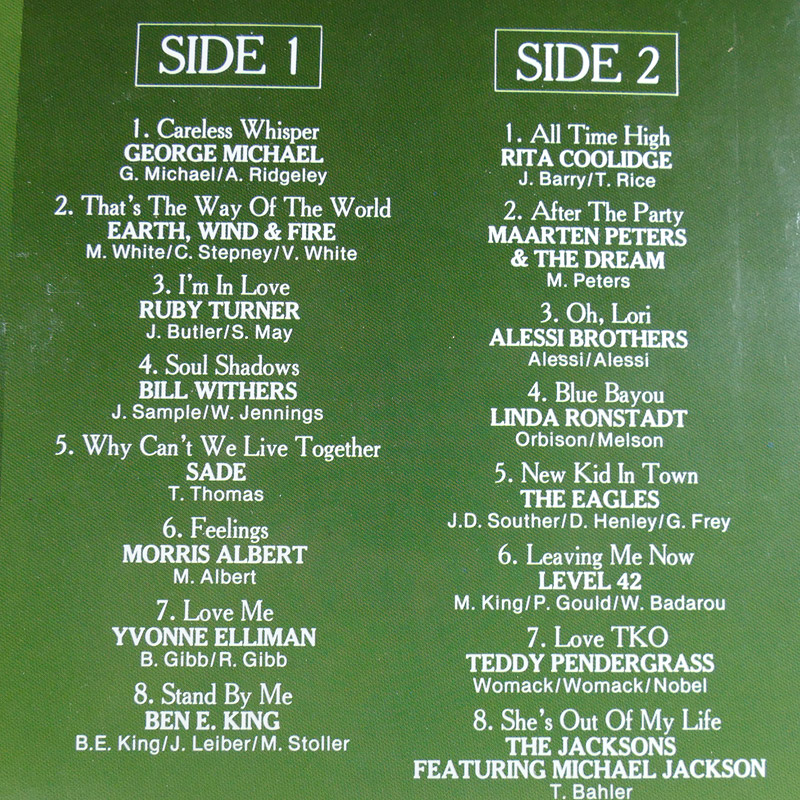 SIDE 1
1. Careless Whisper
GEORGE MICHAEL
G. Michael/A. Ridgeley
2. That's The Way Of The World
EARTH, WIND & FIRE
M. White/C. Stepney/V. White
3. I'm In Love
RUBY TURNER
J. Butler/S. May
4. Soul Shadows
BILL WITHERS
J. Sample/W. Jennings
5. Why Can't We Live Together
SADE
T. Thomas
6. Feelings
MORRIS ALBERT
M. Albert
7. Love Me
YVONNE ELLIMAN
B. Gibb/R. Gibb
8. Stand By Me
BEN E. KING
B.E. King/J. Leiber/M. Stoller
SIDE 2
1. All Time High
RITA COOLIDGE
J. Barry/T. Rice
2. After The Party
MAARTEN PETERS
& THE DREAM
M. Peters
3. Oh, Lori
ALESSI BROTHERS
Alessi/Alessi
4. Blue Bayou
LINDA RONSTADT
Orbison/Melson
5. New Kid In Town
THE EAGLES
J.D. Souther/D. Henley/G. Frey
6. Leaving Me Now
LEVEL 42
M. King/P. Gould/W. Badarou
7. Love TKO
TEDDY PENDERGRASS
Womack/Womack/Nobel
8. She's Out Of My Life
THE JACKSONS
FEATURING MICHAEL JACKSON
T. Bahler